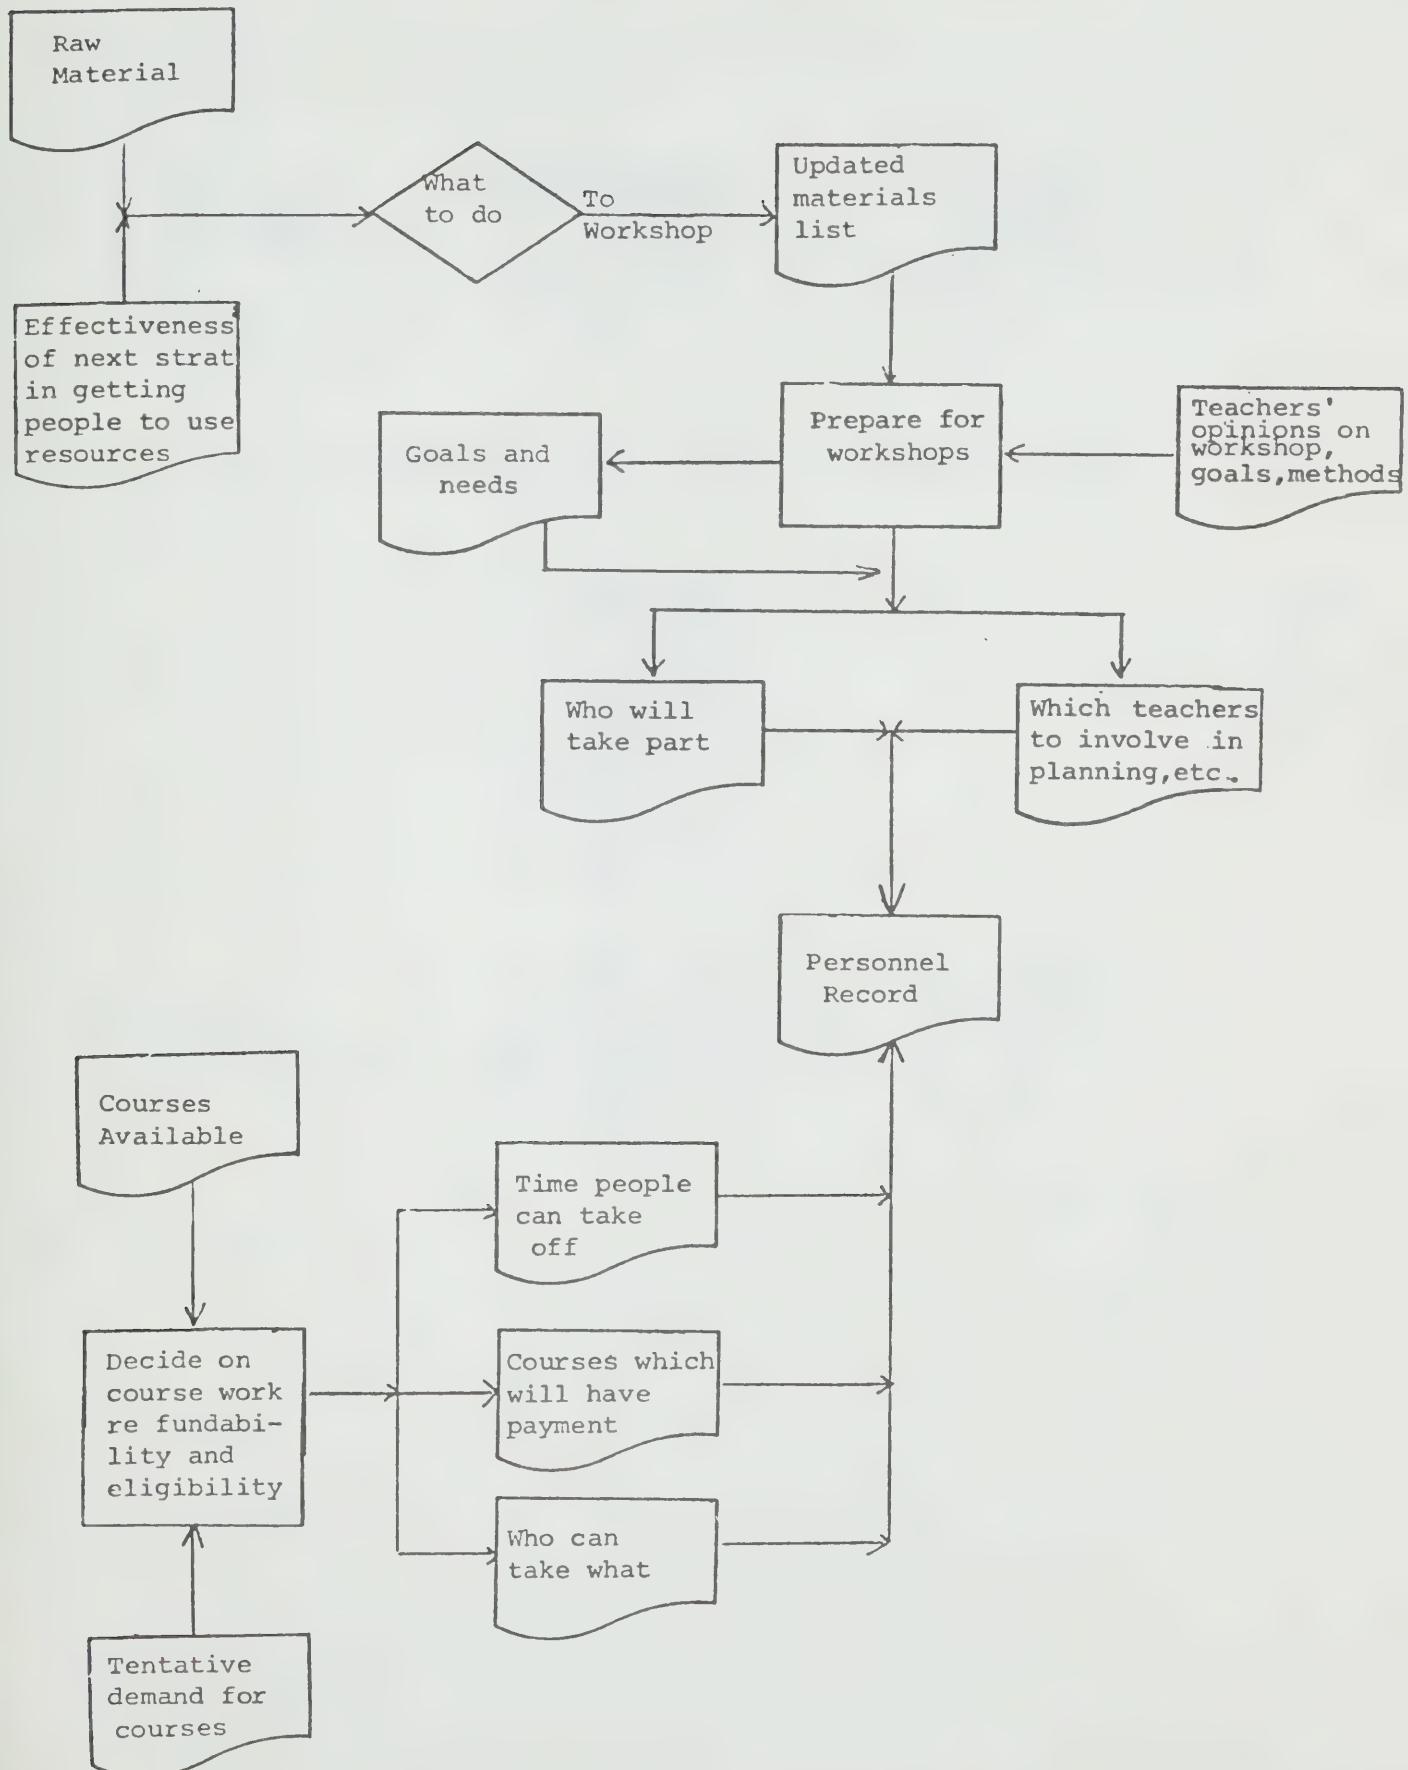 Raw
Material
What
to do
To
Workshop
Updated
materials
list
Effectiveness
of next strat
in getting
people to use
resources
Goals and
needs
Prepare for
workshops
Teachers'
opinions on
workshop,
goals,methods
Who will
take part
Which teachers
to involve in
planning,etc.
Personnel
Record
Courses
Available
Time people
can take
off
Decide on
course work
re fundabi-
lity and
eligibility
Courses which
will have
payment
Who can
take what
Tentative
demand for
courses